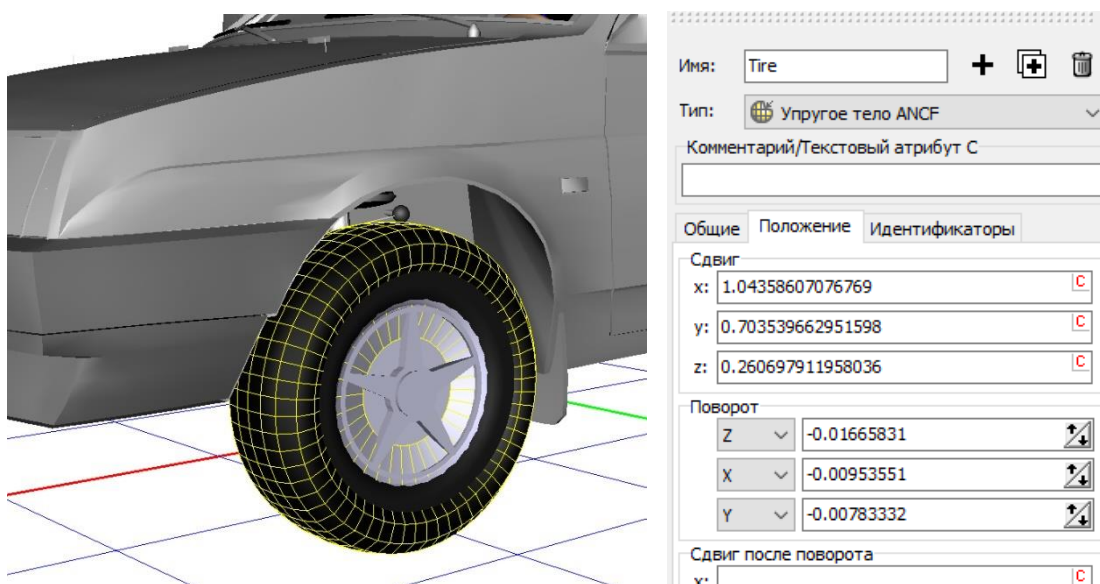 Имя: Tire
Тип: Упругое тело ANCF
Комментарий/Текстовый атрибут C
Общие Положение Идентификаторы
Сдвиг
x: 1.04358607076769 C
y: 0.703539662951598 C
z: 0.260697911958036 C
Поворот
Z -0.01665831
X -0.00953551
Y -0.00783332
Сдвиг после поворота
x: C